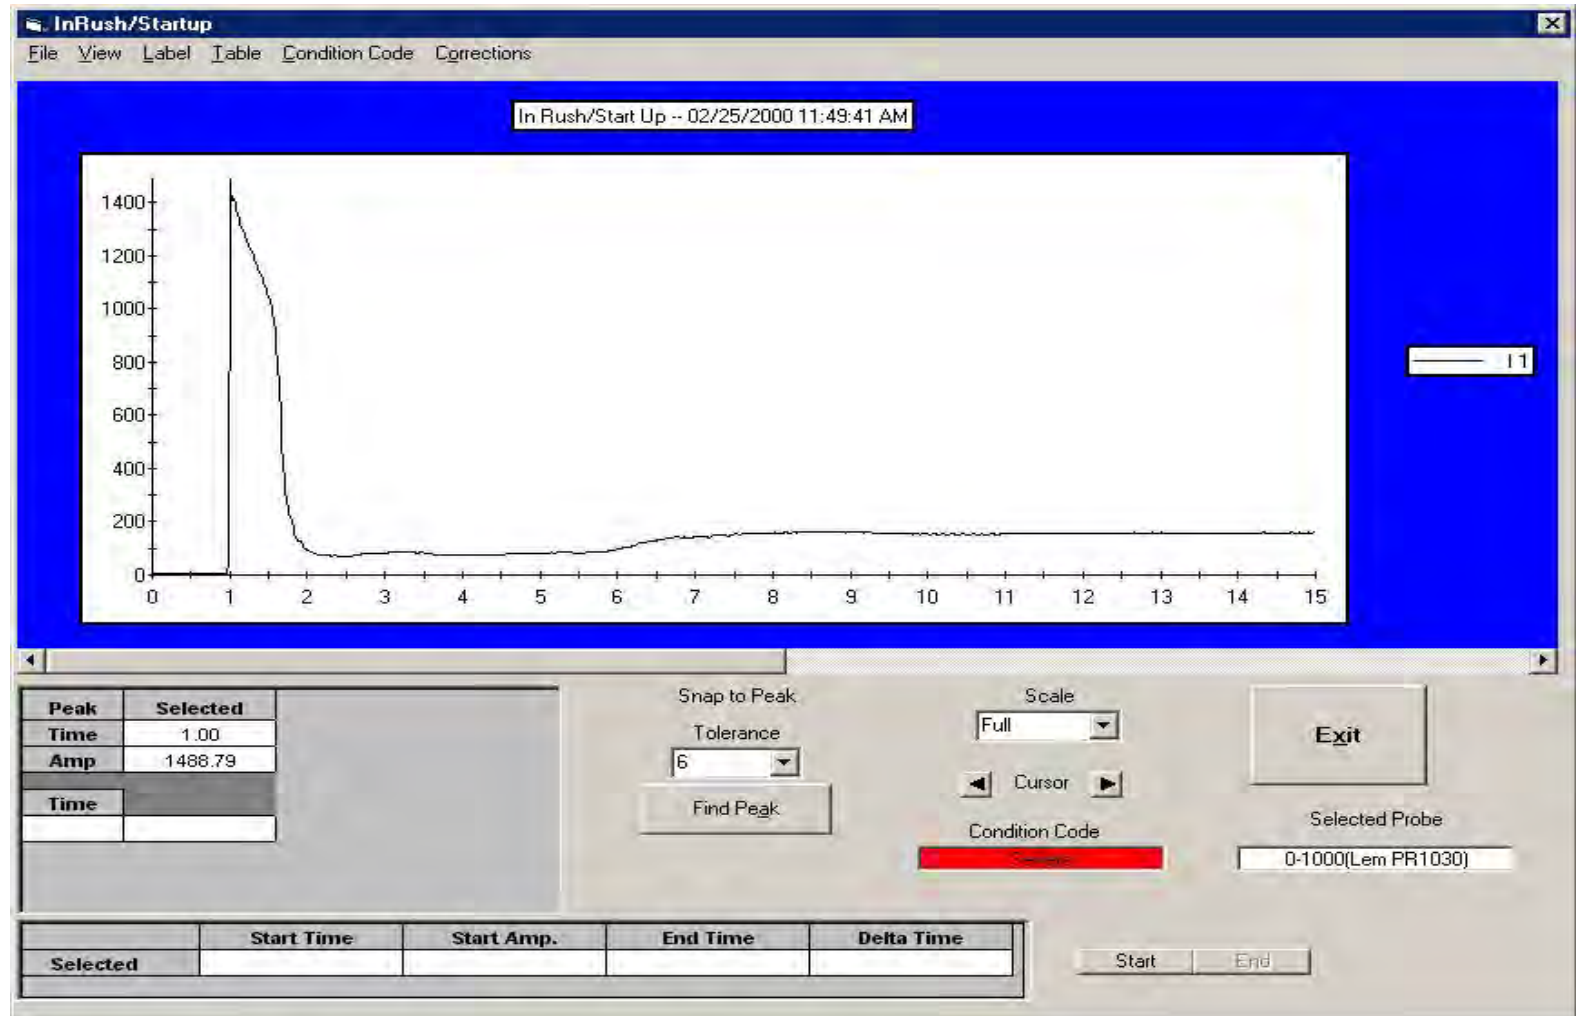 InRush/Startup
File View Label Table Condition Code Corrections
In Rush/Start Up -- 02/25/2000 11:49:41 AM
1400
1200
1000
800
600
400
200
0
0 1 2 3 4 5 6 7 8 9 10 11 12 13 14 15
I 1
Peak Selected
Time 1.00
Amp 1488.79
Time
Snap to Peak
Tolerance
6
Find Peak
Scale
Full
Cursor
Condition Code
Exit
Selected Probe
0-1000(Lem PR1030)
Start Time Start Amp. End Time Delta Time
Selected
Start End